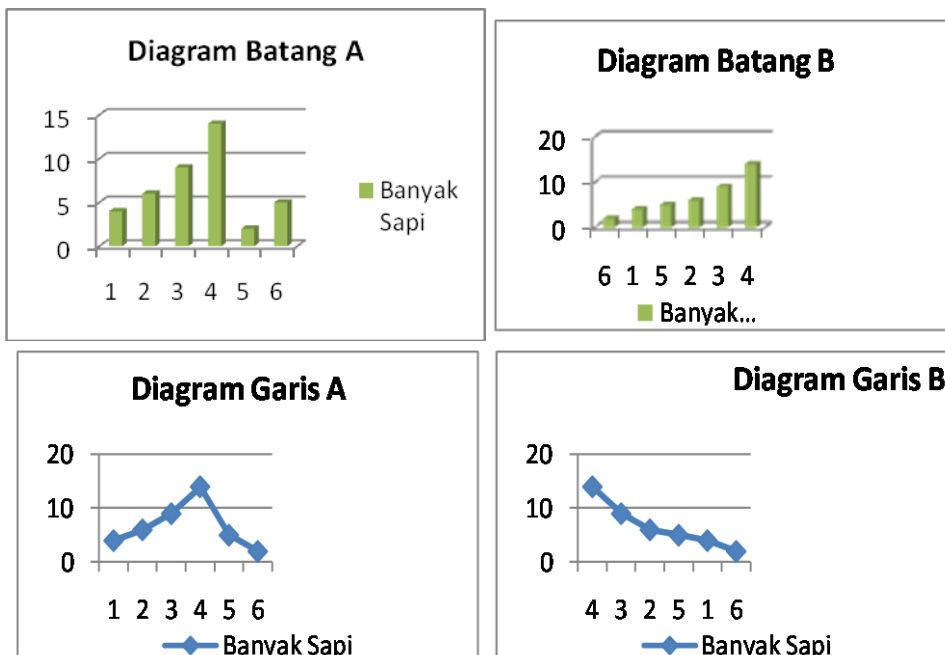 Diagram Batang A
15
10
5
0
1 2 3 4 5 6
Banyak
Sapi
Diagram Batang B
20
10
0
6 1 5 2 3 4
Banyak...
Diagram Garis A
20
10
0
1 2 3 4 5 6
Banyak Sapi
Diagram Garis B
20
10
0
4 3 2 5 1 6
Banyak Sapi